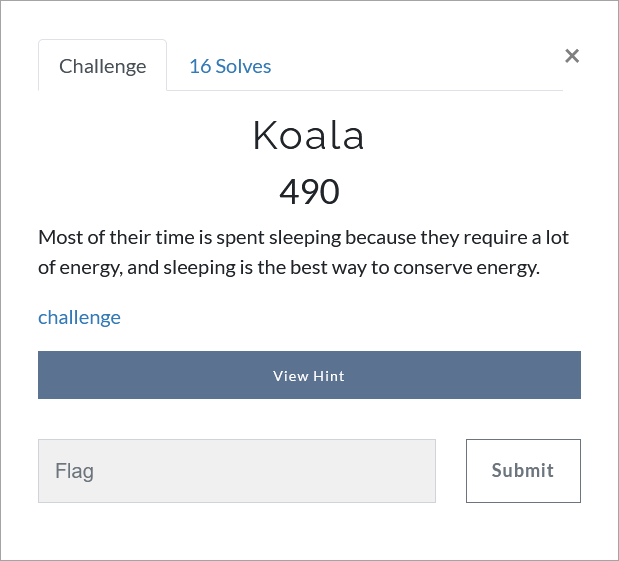 Challenge
16 Solves
×
Koala
490
Most of their time is spent sleeping because they require a lot
of energy, and sleeping is the best way to conserve energy.
challenge
View Hint
Flag
Submit